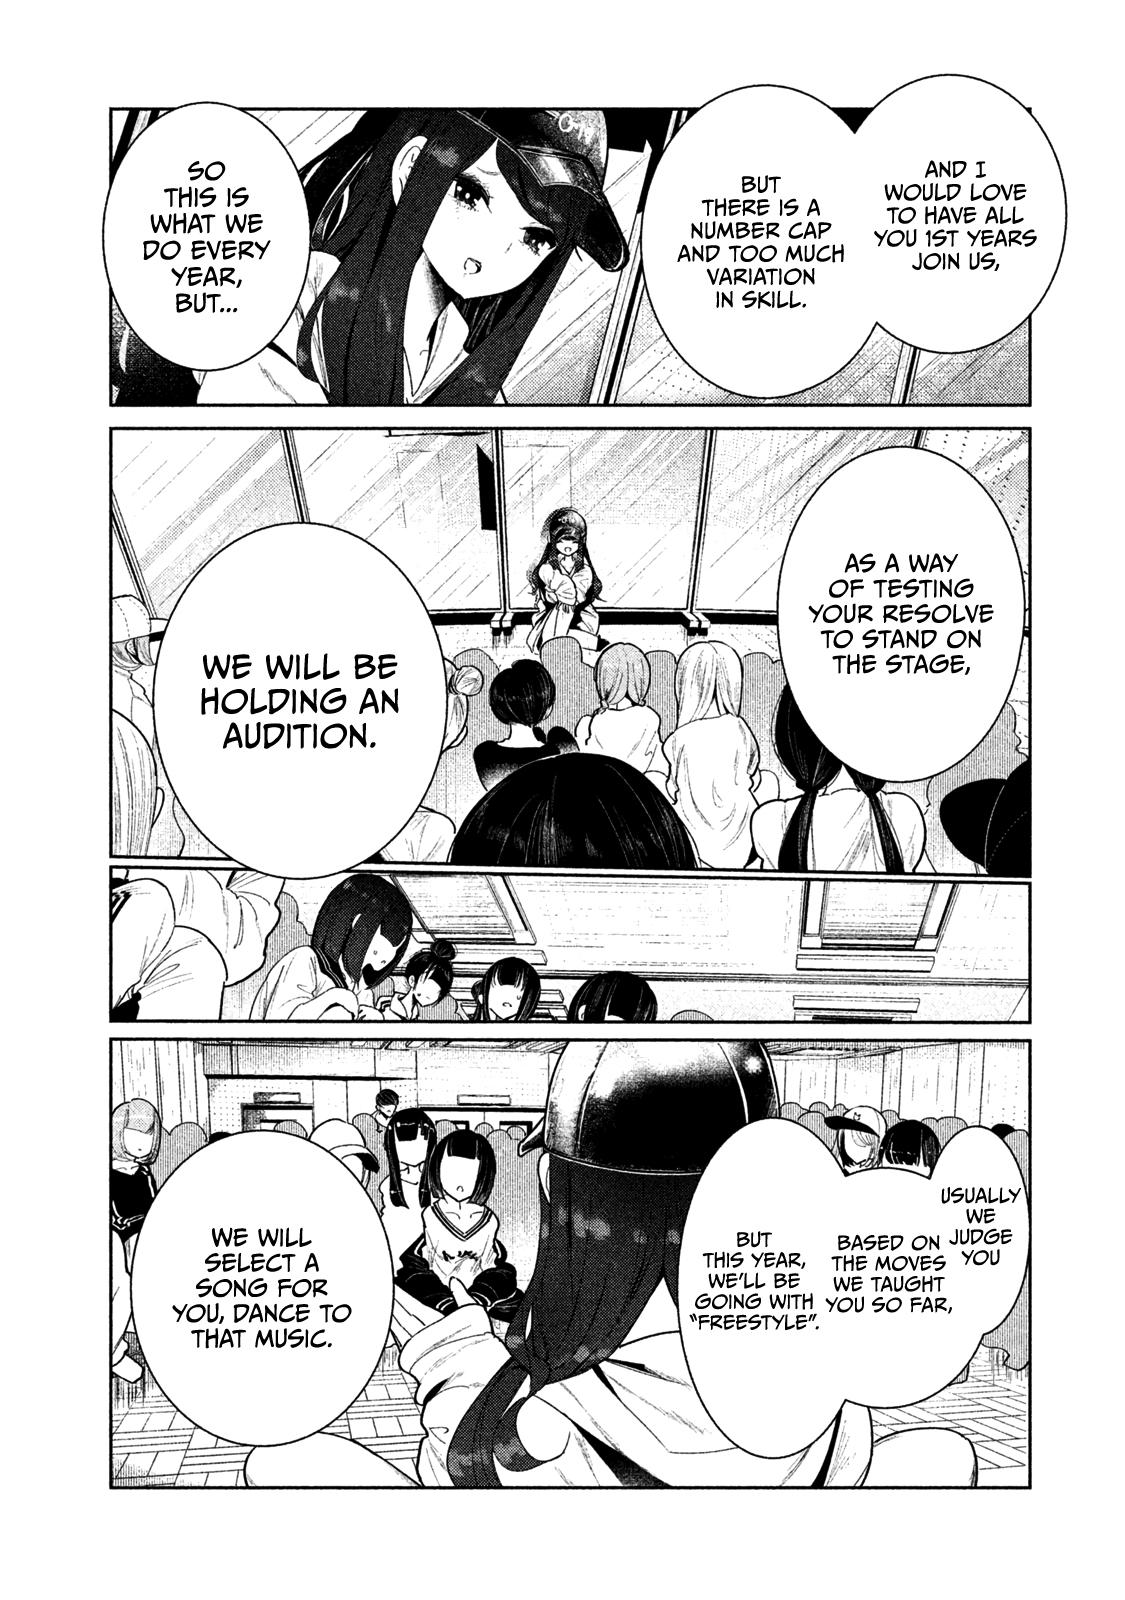 AND I
WOULD LOVE
TO HAVE ALL
YOU 1ST YEARS
JOIN US,
BUT
THERE IS A
NUMBER CAP
AND TOO MUCH
VARIATION
IN SKILL.
SO
THIS IS
WHAT WE
DO EVERY
YEAR,
BUT...
AS A WAY
OF TESTING
YOUR RESOLVE
TO STAND ON
THE STAGE,
WE WILL BE
HOLDING AN
AUDITION.
USUALLY
WE
JUDGE
YOU
BASED ON
THE MOVES
WE TAUGHT
YOU SO FAR,
BUT
THIS YEAR,
WE'LL BE
GOING WITH
"FREESTYLE".
WE WILL
SELECT A
SONG FOR
YOU, DANCE TO
THAT MUSIC.